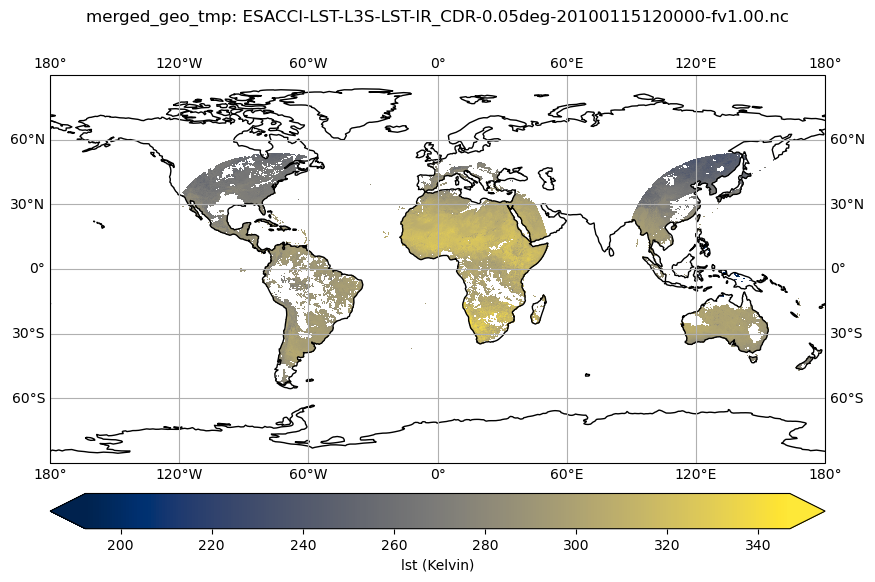 merged_geo_tmp: ESACCI-LST-L3S-LST-IR_CDR-0.05deg-20100115120000-fv1.00.nc
180° 120°W 60°W 0° 60°E 120°E 180°
60°N 60°N
30°N 30°N
0° 0°
30°S 30°S
60°S 60°S
180° 120°W 60°W 0° 60°E 120°E 180°
200 220 240 260 280 300 320 340
lst (Kelvin)